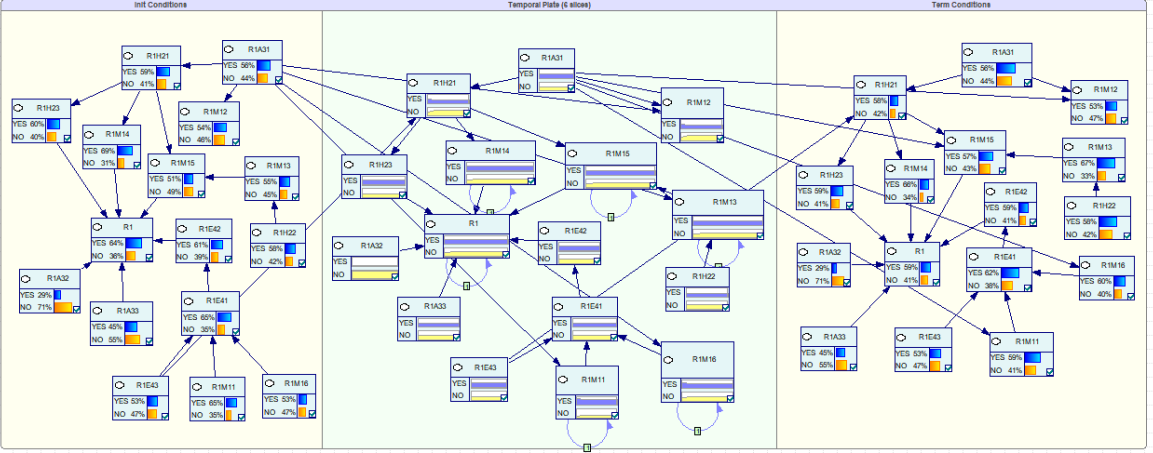 Init Conditions
Temporal Plate (6 slices)
Term Conditions
R1H21
YES 59%
NO 41%
R1A31
YES 56%
NO 44%
R1H23
YES 60%
NO 40%
R1M12
YES 54%
NO 46%
R1M14
YES 69%
NO 31%
R1M15
YES 51%
NO 49%
R1M13
YES 55%
NO 45%
R1
YES 64%
NO 36%
R1E42
YES 61%
NO 39%
R1H22
YES 58%
NO 42%
R1A32
YES 29%
NO 71%
R1A33
YES 45%
NO 55%
R1E41
YES 65%
NO 35%
R1E43
YES 53%
NO 47%
R1M11
YES 65%
NO 35%
R1M16
YES 53%
NO 47%
R1A31
YES
NO
R1H21
YES
NO
R1M12
YES
NO
R1H23
YES
NO
R1M14
YES
NO
1
R1M15
YES
NO
1
R1M13
YES
NO
R1
YES
NO
1
R1A32
YES
NO
R1E42
YES
NO
R1H22
YES
NO
R1A33
YES
NO
R1E41
YES
NO
R1E43
YES
NO
R1M11
YES
NO
1
R1M16
YES
NO
1
R1A31
YES 56%
NO 44%
R1H21
YES 58%
NO 42%
R1M12
YES 53%
NO 47%
R1M15
YES 57%
NO 43%
R1M13
YES 67%
NO 33%
R1H23
YES 59%
NO 41%
R1M14
YES 66%
NO 34%
R1E42
YES 59%
NO 41%
R1H22
YES 58%
NO 42%
R1A32
YES 29%
NO 71%
R1
YES 59%
NO 41%
R1E41
YES 62%
NO 38%
R1M16
YES 60%
NO 40%
R1A33
YES 45%
NO 55%
R1E43
YES 53%
NO 47%
R1M11
YES 59%
NO 41%